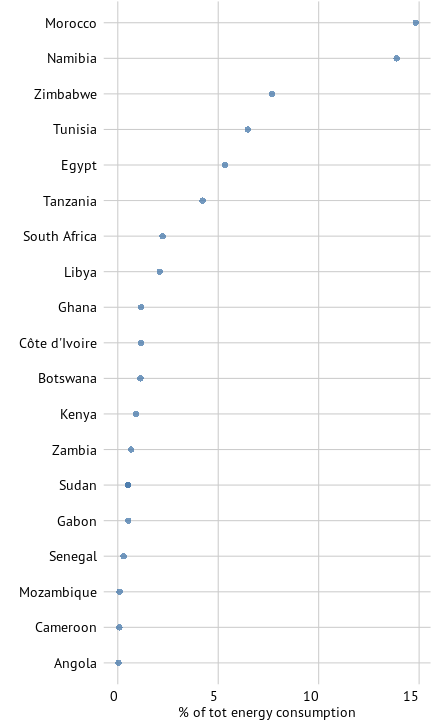 Morocco
Namibia
Zimbabwe
Tunisia
Egypt
Tanzania
South Africa
Libya
Ghana
Côte d'Ivoire
Botswana
Kenya
Zambia
Sudan
Gabon
Senegal
Mozambique
Cameroon
Angola
0 5 10 15
% of tot energy consumption